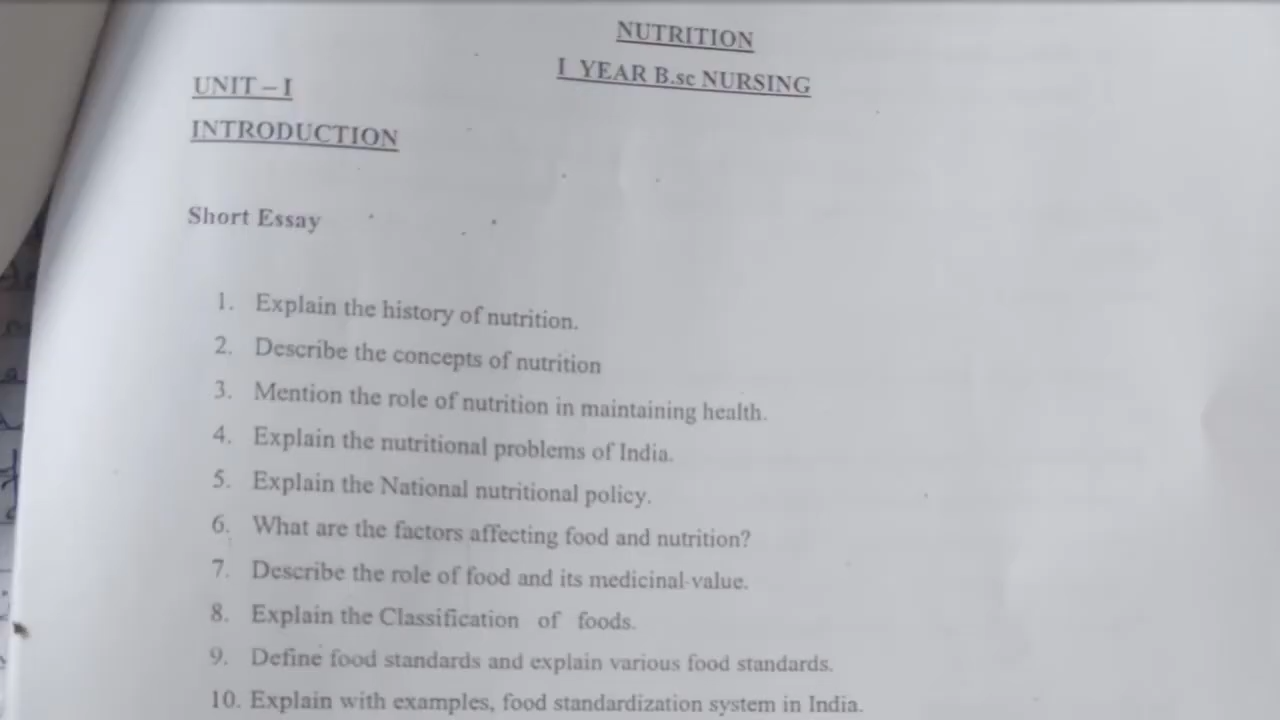 NUTRITION
I YEAR B.sc NURSING
UNIT – I
INTRODUCTION
Short Essay
1. Explain the history of nutrition.
2. Describe the concepts of nutrition
3. Mention the role of nutrition in maintaining health.
4. Explain the nutritional problems of India.
5. Explain the National nutritional policy.
6. What are the factors affecting food and nutrition?
7. Describe the role of food and its medicinal value.
8. Explain the Classification of foods.
9. Define food standards and explain various food standards.
10. Explain with examples, food standardization system in India.